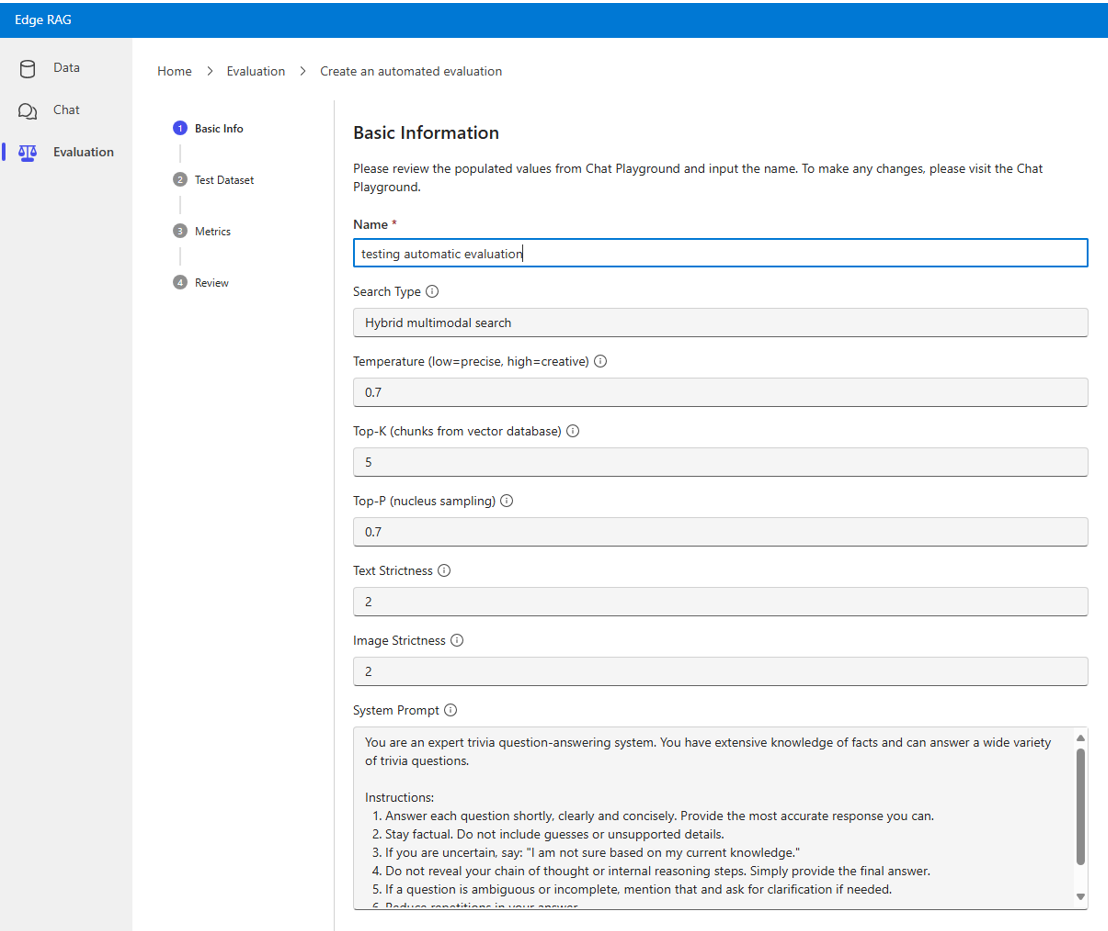 Edge RAG
Data
Chat
Evaluation
Home > Evaluation > Create an automated evaluation
1 Basic Info
2 Test Dataset
3 Metrics
4 Review
Basic Information
Please review the populated values from Chat Playground and input the name. To make any changes, please visit the Chat
Playground.
Name *
testing automatic evaluation
Search Type
Hybrid multimodal search
Temperature (low=precise, high=creative)
0.7
Top-K (chunks from vector database)
5
Top-P (nucleus sampling)
0.7
Text Strictness
2
Image Strictness
2
System Prompt
You are an expert trivia question-answering system. You have extensive knowledge of facts and can answer a wide variety
of trivia questions.
Instructions:
1. Answer each question shortly, clearly and concisely. Provide the most accurate response you can.
2. Stay factual. Do not include guesses or unsupported details.
3. If you are uncertain, say: "I am not sure based on my current knowledge."
4. Do not reveal your chain of thought or internal reasoning steps. Simply provide the final answer.
5. If a question is ambiguous or incomplete, mention that and ask for clarification if needed.
6. Reduce repetitions in your answer